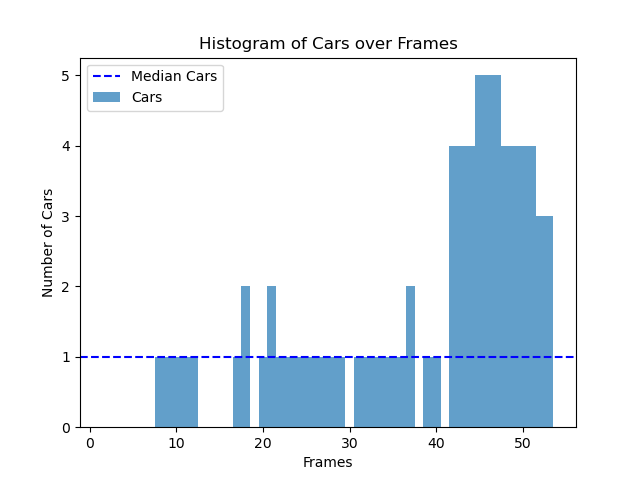 Histogram of Cars over Frames
Median Cars
Cars
5
4
3
2
1
0
Number of Cars
0 10 20 30 40 50
Frames